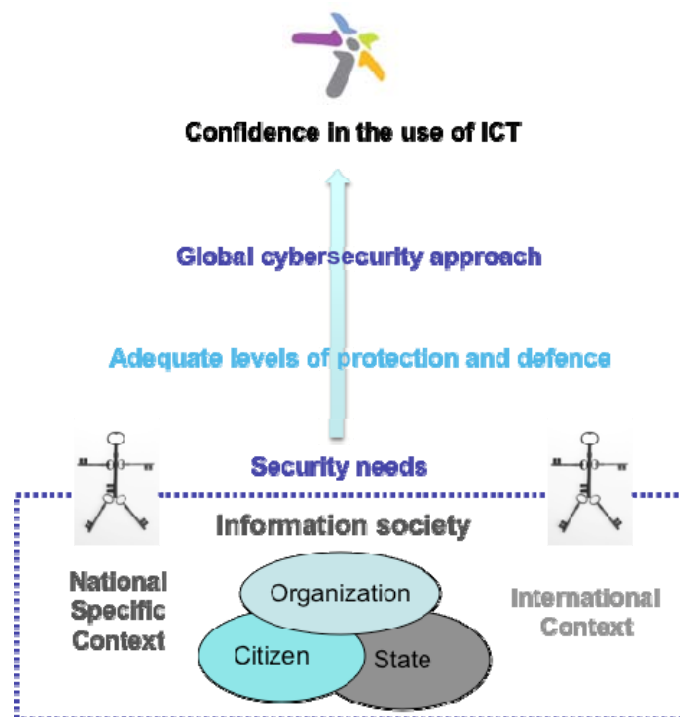 Confidence in the use of ICT
Global cybersecurity approach
Adequate levels of protection and defence
Security needs
Information society
National
Specific
Context
Organization
Citizen
State
International
Context